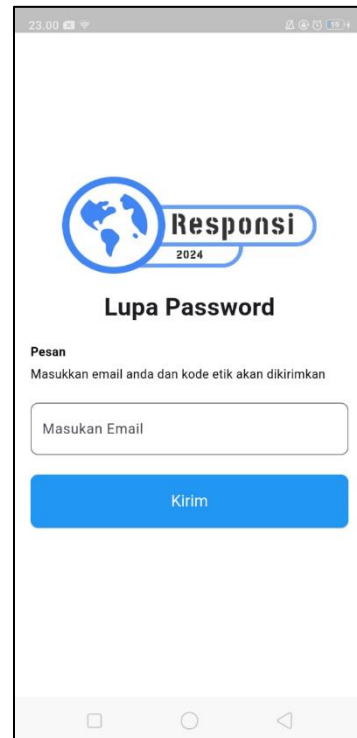 23.00
Responsi
2024
Lupa Password
Pesan
Masukkan email anda dan kode etik akan dikirimkan
Masukan Email
Kirim